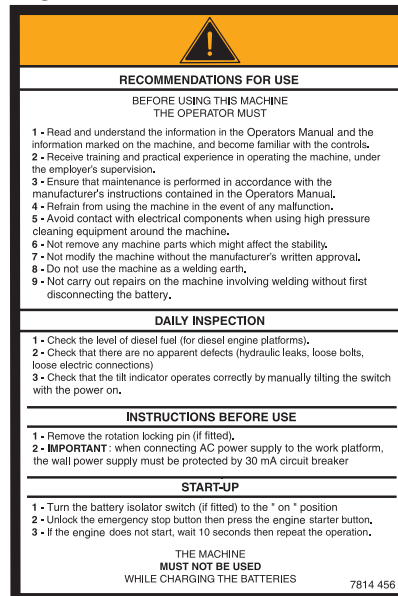 RECOMMENDATIONS FOR USE
BEFORE USING THIS MACHINE
THE OPERATOR MUST
1 - Read and understand the information in the Operators Manual and the
information marked on the machine, and become familiar with the controls.
2 - Receive training and practical experience in operating the machine, under
the employer's supervision.
3 - Ensure that maintenance is performed in accordance with the
manufacturer's instructions contained in the Operators Manual.
4 - Refrain from using the machine in the event of any malfunction.
5 - Avoid contact with electrical components when using high pressure
cleaning equipment around the machine.
6 - Not remove any machine parts which might affect the stability.
7 - Not modify the machine without the manufacturer's written approval.
8 - Do not use the machine as a welding earth.
9 - Not carry out repairs on the machine involving welding without first
disconnecting the battery.
DAILY INSPECTION
1 - Check the level of diesel fuel (for diesel engine platforms).
2 - Check that there are no apparent defects (hydraulic leaks, loose bolts,
loose electric connections)
3 - Check that the tilt indicator operates correctly by manually tilting the switch
with the power on.
INSTRUCTIONS BEFORE USE
1 - Remove the rotation locking pin (if fitted).
2 - IMPORTANT : when connecting AC power supply to the work platform,
the wall power supply must be protected by 30 mA circuit breaker
START-UP
1 - Turn the battery isolator switch (if fitted) to the " on " position
2 - Unlock the emergency stop button then press the engine starter button.
3 - If the engine does not start, wait 10 seconds then repeat the operation.
THE MACHINE
MUST NOT BE USED
WHILE CHARGING THE BATTERIES
7814 456